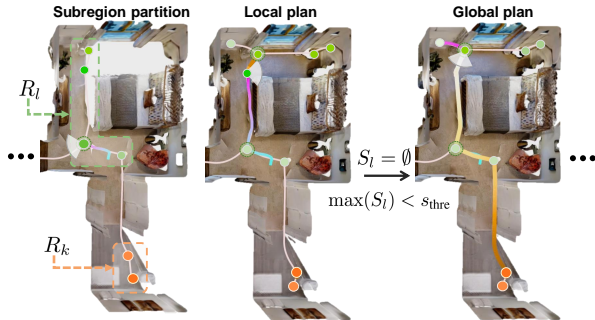 Subregion partition
Local plan
Global plan
R_l
R_k
•••
S_l = ∅
max(S_l) < s_thre
•••